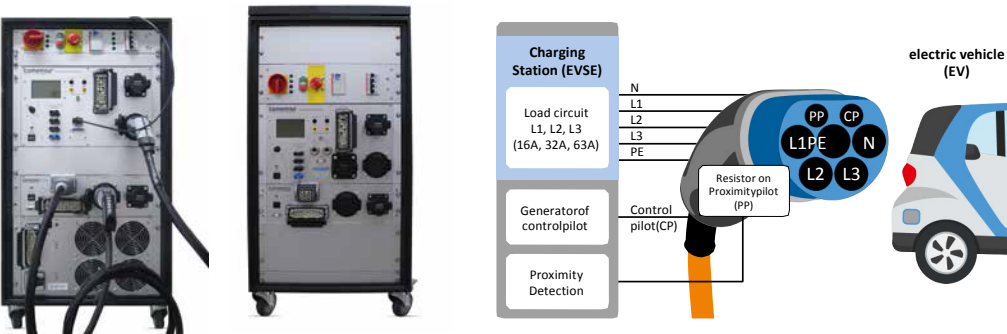 Charging
Station (EVSE)
Load circuit
L1, L2, L3
(16A, 32A, 63A)
Generatorof
controlpilot
Proximity
Detection
N
L1
L2
L3
PE
Control
pilot(CP)
Resistor on
Proximitypilot
(PP)
PP
CP
L1PE
N
L2
L3
electric vehicle
(EV)